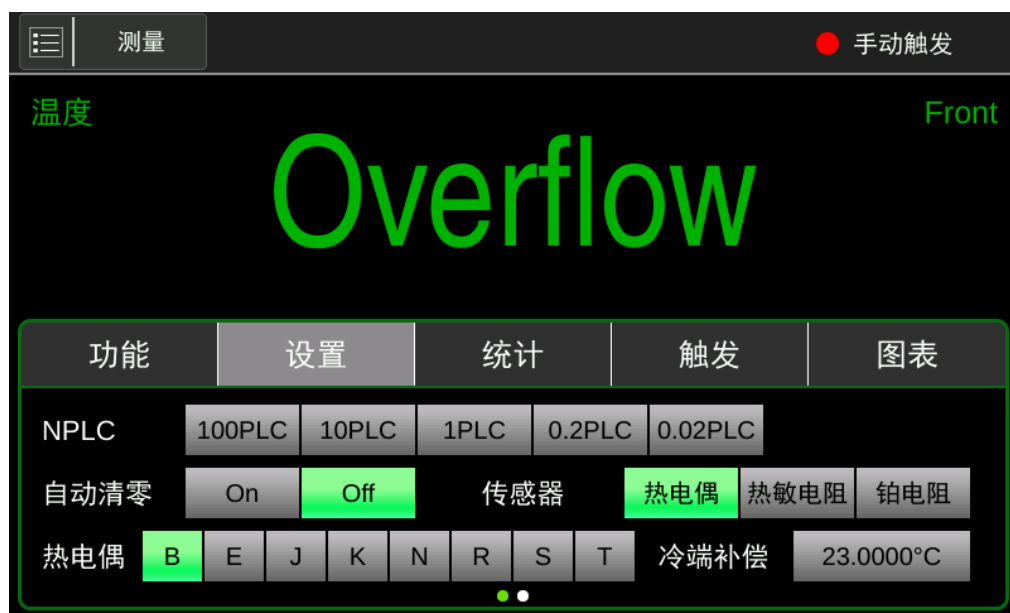 测量 手动触发
温度 Front
Overflow
功能 设置 统计 触发 图表
NPLC 100PLC 10PLC 1PLC 0.2PLC 0.02PLC
自动清零 On Off 传感器 热电偶 热敏电阻 铂电阻
热电偶 B E J K N R S T 冷端补偿 23.0000°C